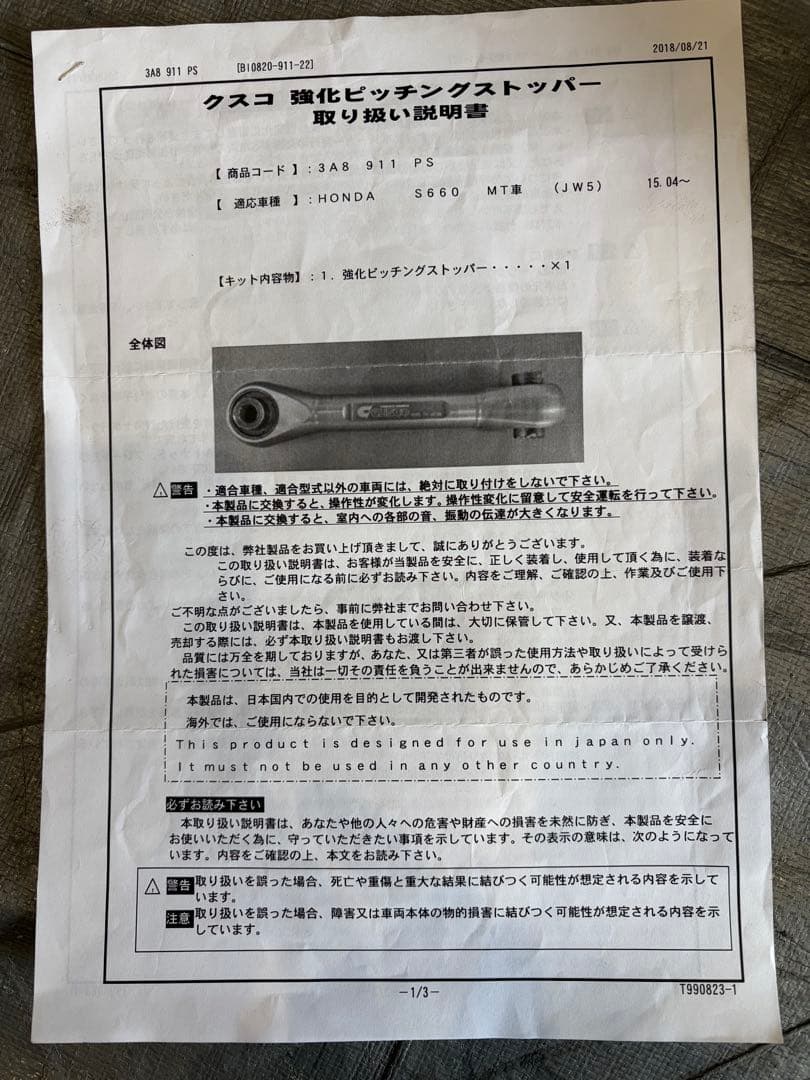 3A8 911 PS [BI0820-911-22]
2018/08/21
クスコ 強化ピッチングストッパー
取り扱い説明書
【 商品コード 】:3A8 911 PS
【 適応車種 】:HONDA S660 MT車 (JW5) 15.04～
【キット内容物】:1.強化ピッチングストッパー・・・・・×1
全体図
CUSCO
警告 ・適合車種、適合型式以外の車両には、絶対に取り付けをしないで下さい。
・本製品に交換すると、操作性が変化します。操作性変化に留意して安全運転を行って下さい。
・本製品に交換すると、室内への各部の音、振動の伝達が大きくなります。
この度は、弊社製品をお買い上げ頂きまして、誠にありがとうございます。
この取り扱い説明書は、お客様が当製品を安全に、正しく装着し、使用して頂く為に、装着な
らびに、ご使用になる前に必ずお読み下さい。内容をご理解、ご確認の上、作業及びご使用下
さい。
ご不明な点がございましたら、事前に弊社までお問い合わせ下さい。
この取り扱い説明書は、本製品を使用している間は、大切に保管して下さい。又、本製品を譲渡、
売却する際には、必ず本取り扱い説明書もお渡し下さい。
品質には万全を期しておりますが、あなた、又は第三者が誤った使用方法や取り扱いによって受けら
れた損害については、当社は一切その責任を負うことが出来ませんので、あらかじめご了承ください。
本製品は、日本国内での使用を目的として開発されたものです。
海外では、ご使用にならないで下さい。
This product is designed for use in japan only.
It must not be used in any other country.
必ずお読み下さい
本取り扱い説明書は、あなたや他の人々への危害や財産への損害を未然に防ぎ、本製品を安全に
お使いいただく為に、守っていただきたい事項を示しています。その表示の意味は、次のようになって
います。内容をご確認の上、本文をお読み下さい。
警告 取り扱いを誤った場合、死亡や重傷と重大な結果に結びつく可能性が想定される内容を示して
います。
注意 取り扱いを誤った場合、障害又は車両本体の物的損害に結びつく可能性が想定される内容を示
しています。
－1/3－
T990823-1